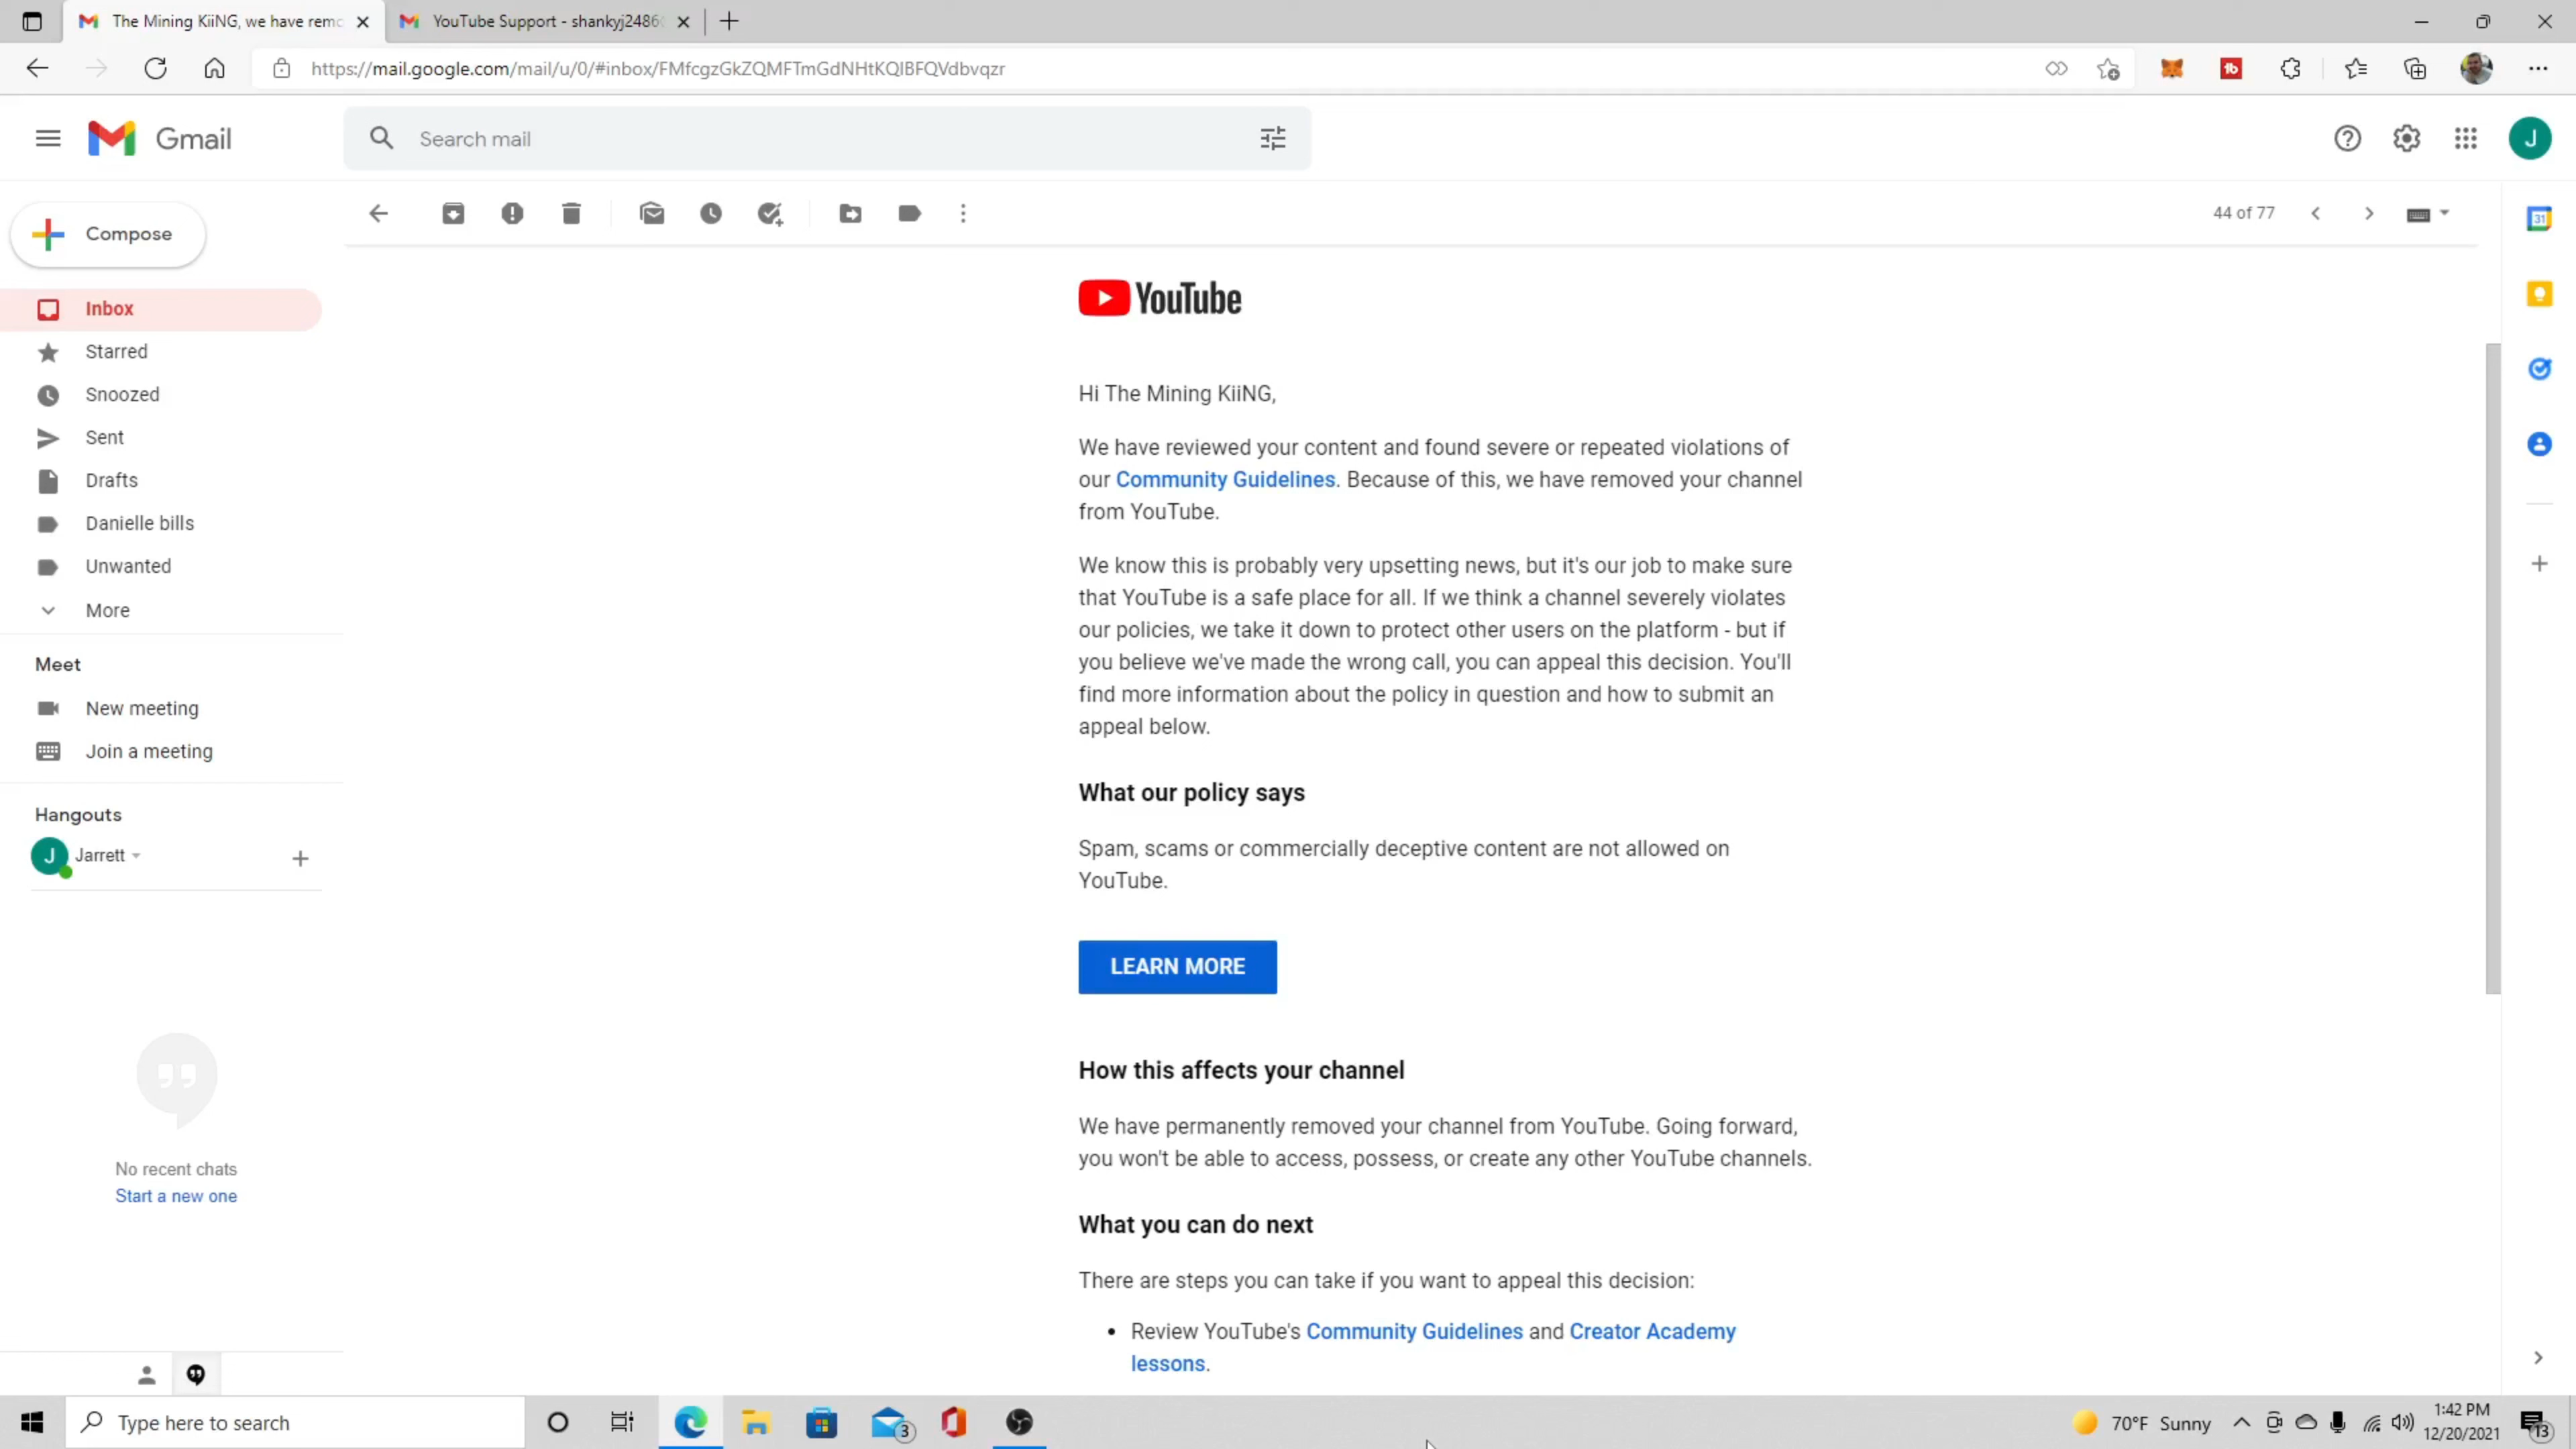 The Mining KiiNG, we have remo
YouTube Support - shankyj2486
https://mail.google.com/mail/u/0/#inbox/FMfcgzGkZQMFTmGdNHtKQlBFQVdbvqzr
Gmail
Search mail
J
Compose
44 of 77
31
Inbox
Starred
Snoozed
Sent
Drafts
Danielle bills
Unwanted
More
Meet
New meeting
Join a meeting
Hangouts
J
Jarrett
No recent chats
Start a new one
YouTube
Hi The Mining KiiNG,
We have reviewed your content and found severe or repeated violations of
our Community Guidelines. Because of this, we have removed your channel
from YouTube.
We know this is probably very upsetting news, but it's our job to make sure
that YouTube is a safe place for all. If we think a channel severely violates
our policies, we take it down to protect other users on the platform - but if
you believe we've made the wrong call, you can appeal this decision. You'll
find more information about the policy in question and how to submit an
appeal below.
What our policy says
Spam, scams or commercially deceptive content are not allowed on
YouTube.
LEARN MORE
How this affects your channel
We have permanently removed your channel from YouTube. Going forward,
you won't be able to access, possess, or create any other YouTube channels.
What you can do next
There are steps you can take if you want to appeal this decision:
• Review YouTube's Community Guidelines and Creator Academy
lessons.
Type here to search
3
70°F Sunny
1:42 PM
12/20/2021
13